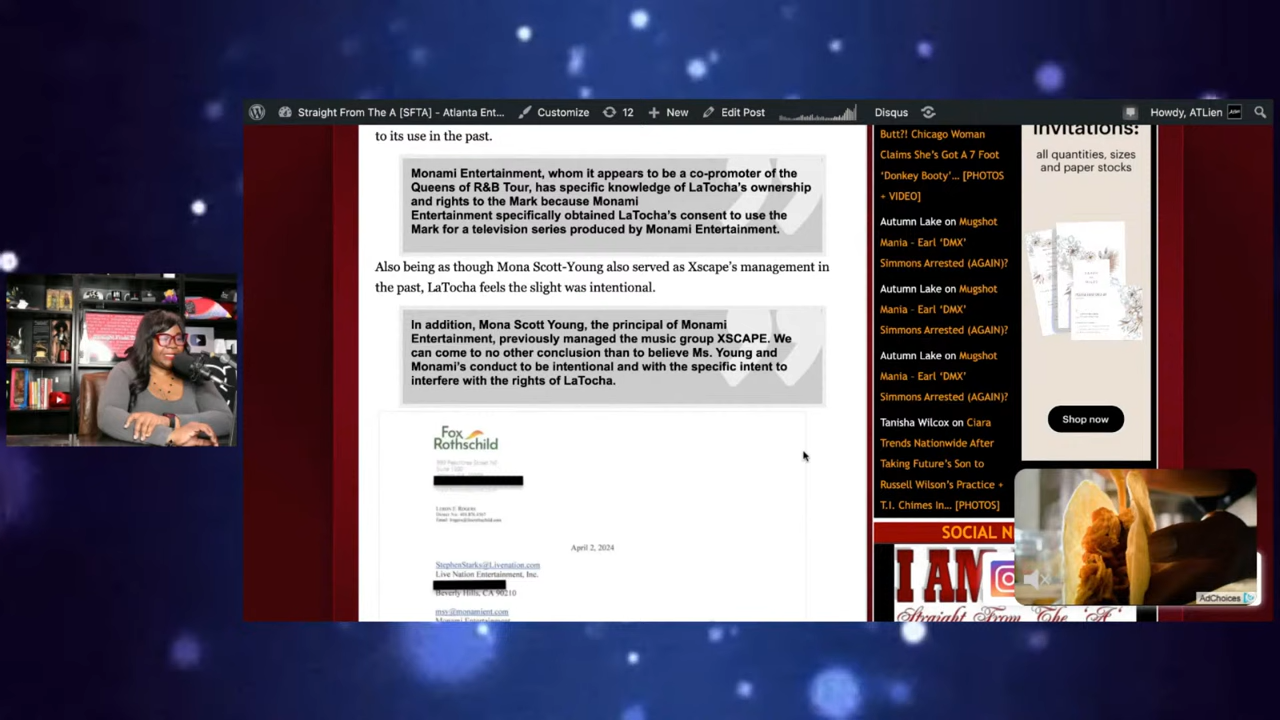 Straight From The A [SFTA] – Atlanta Ent...
Customize
12
New
Edit Post
Disqus
Howdy, ATLien
to its use in the past.
Monami Entertainment, whom it appears to be a co-promoter of the
Queens of R&B Tour, has specific knowledge of LaTocha's ownership
and rights to the Mark because Monami
Entertainment specifically obtained LaTocha's consent to use the
Mark for a television series produced by Monami Entertainment.
Also being as though Mona Scott-Young also served as Xscape's management in
the past, LaTocha feels the slight was intentional.
In addition, Mona Scott Young, the principal of Monami
Entertainment, previously managed the music group XSCAPE. We
can come to no other conclusion than to believe Ms. Young and
Monami's conduct to be intentional and with the specific intent to
interfere with the rights of LaTocha.
Fox
Rothschild
April 2, 2024
StephenStarks@Livenation.com
Live Nation Entertainment, Inc.
Beverly Hills, CA 90210
msy@monament.com
Butt?! Chicago Woman
Claims She's Got A 7 Foot
'Donkey Booty'... [PHOTOS
+ VIDEO]
Autumn Lake on Mugshot
Mania – Earl 'DMX'
Simmons Arrested (AGAIN)?
Autumn Lake on Mugshot
Mania – Earl 'DMX'
Simmons Arrested (AGAIN)?
Autumn Lake on Mugshot
Mania – Earl 'DMX'
Simmons Arrested (AGAIN)?
Tanisha Wilcox on Ciara
Trends Nationwide After
Taking Future's Son to
Russell Wilson's Practice +
T.I. Chimes In... [PHOTOS]
SOCIAL N
I AM
Straight From The 'A'
invitations:
all quantities, sizes
and paper stocks
Shop now
AdChoices